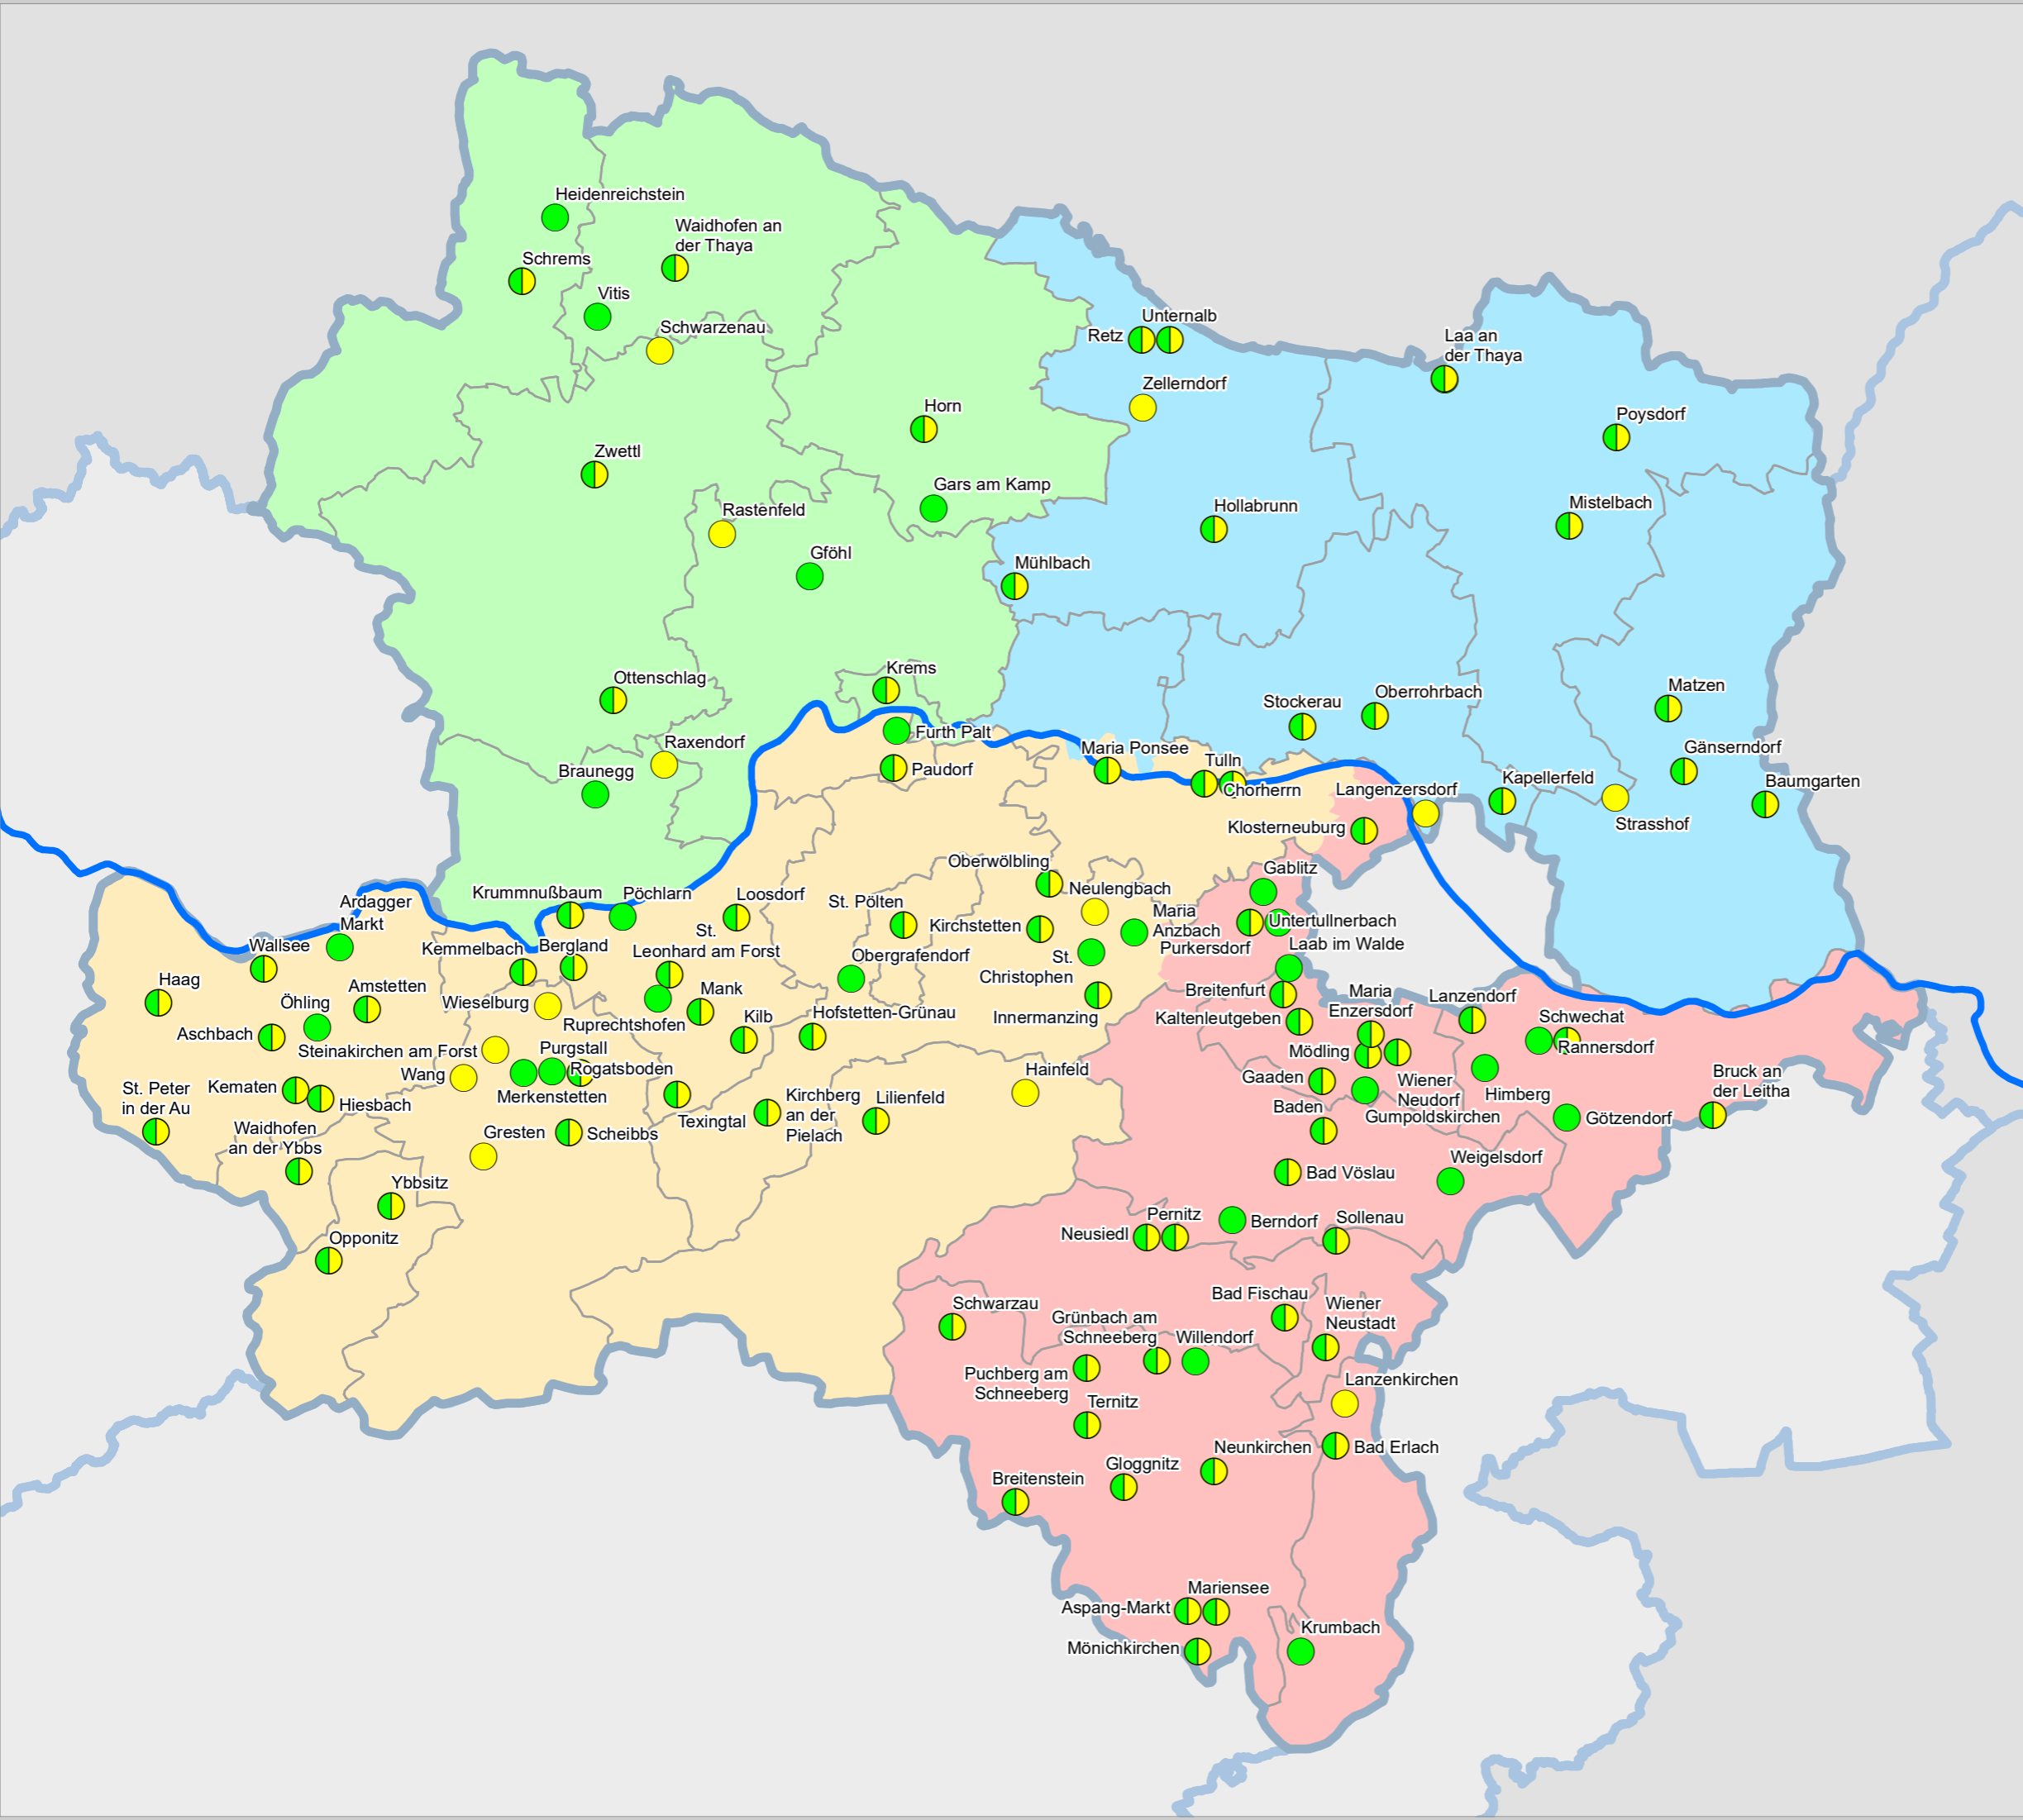 Heidenreichstein
Waidhofen an
der Thaya
Schrems
Vitis
Schwarzenau
Unternalb
Retz
Laa an
der Thaya
Zellerndorf
Horn
Poysdorf
Zwettl
Gars am Kamp
Rastenfeld
Hollabrunn
Mistelbach
Gföhl
Mühlbach
Krems
Ottenschlag
Stockerau
Oberrohrbach
Matzen
Furth Palt
Raxendorf
Maria Ponsee
Gänserndorf
Braunegg
Paudorf
Tulln
Chorherrn
Langenzersdorf
Kapellerfeld
Baumgarten
Strasshof
Klosterneuburg
Oberwölbling
Gablitz
Krummnußbaum
Pöchlarn
Loosdorf
Neulengbach
Ardagger
Markt
St. Pölten
Kirchstetten
Maria
Anzbach
Untertullnerbach
Purkersdorf
Wallsee
Kemmelbach
Bergland
St.
Leonhard am Forst
Obergrafendorf
St.
Christophen
Laab im Walde
Haag
Amstetten
Öhling
Wieselburg
Mank
Breitenfurt
Maria
Enzersdorf
Lanzendorf
Aschbach
Ruprechtshofen
Kilb
Hofstetten-Grünau
Innermanzing
Kaltenleutgeben
Schwechat
Rannersdorf
Steinakirchen am Forst
Purgstall
Rogatsboden
Mödling
Wang
Hainfeld
Gaaden
Wiener
Neudorf
Himberg
Bruck an
der Leitha
St. Peter
in der Au
Kematen
Hiesbach
Merkenstetten
Texingtal
Kirchberg
an der
Pielach
Lilienfeld
Baden
Gumpoldskirchen
Götzendorf
Waidhofen
an der Ybbs
Gresten
Scheibbs
Bad Vöslau
Weigelsdorf
Ybbsitz
Pernitz
Neusiedl
Berndorf
Sollenau
Opponitz
Schwarzau
Grünbach am
Schneeberg
Bad Fischau
Wiener
Neustadt
Willendorf
Puchberg am
Schneeberg
Lanzenkirchen
Ternitz
Neunkirchen
Bad Erlach
Gloggnitz
Breitenstein
Mariensee
Aspang-Markt
Krumbach
Mönichkirchen